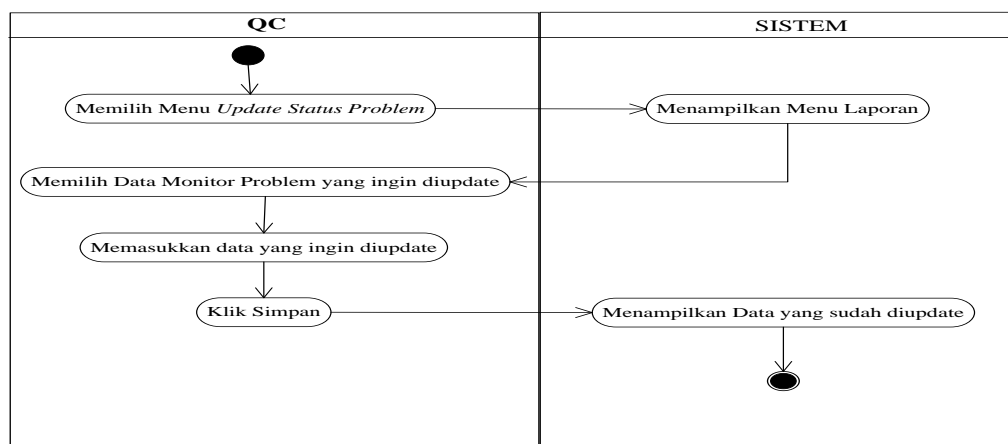 QC
SISTEM
Memilih Menu Update Status Problem
Menampilkan Menu Laporan
Memilih Data Monitor Problem yang ingin diupdate
Memasukkan data yang ingin diupdate
Klik Simpan
Menampilkan Data yang sudah diupdate